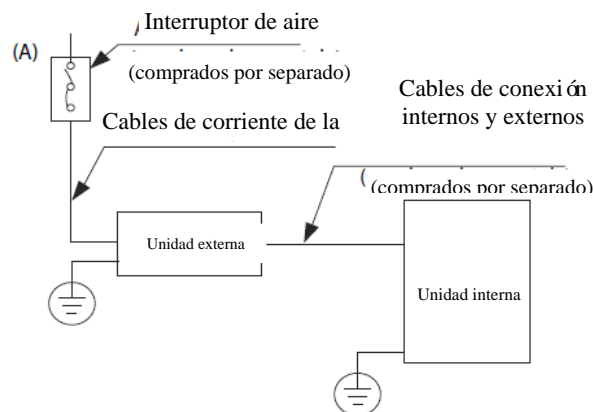 Interruptor de aire
(A)
(comprados por separado)
Cables de corriente de la
Cables de conexión
internos y externos
(comprados por separado)
Unidad externa
Unidad interna